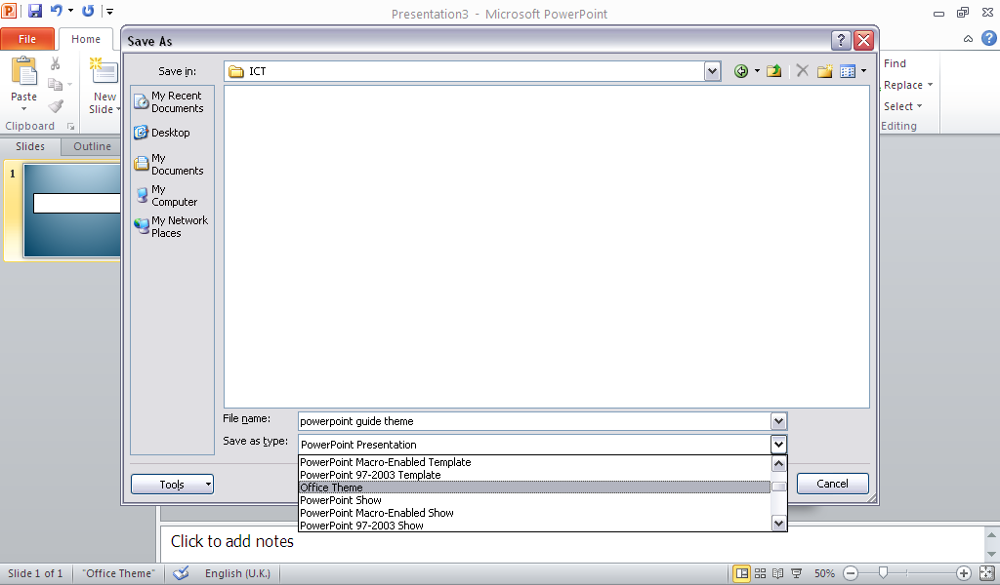 Presentation3 - Microsoft PowerPoint
File
Home
Save As
Save in:
ICT
Find
Replace
Select
Editing
Paste
New
Slide
Clipboard
Slides
Outline
1
My Recent
Documents
Desktop
My
Documents
My
Computer
My Network
Places
File name:
powerpoint guide theme
Save as type:
PowerPoint Presentation
PowerPoint Macro-Enabled Template
PowerPoint 97-2003 Template
Office Theme
PowerPoint Show
PowerPoint Macro-Enabled Show
PowerPoint 97-2003 Show
Tools
Cancel
Click to add notes
Slide 1 of 1
"Office Theme"
English (U.K.)
50%